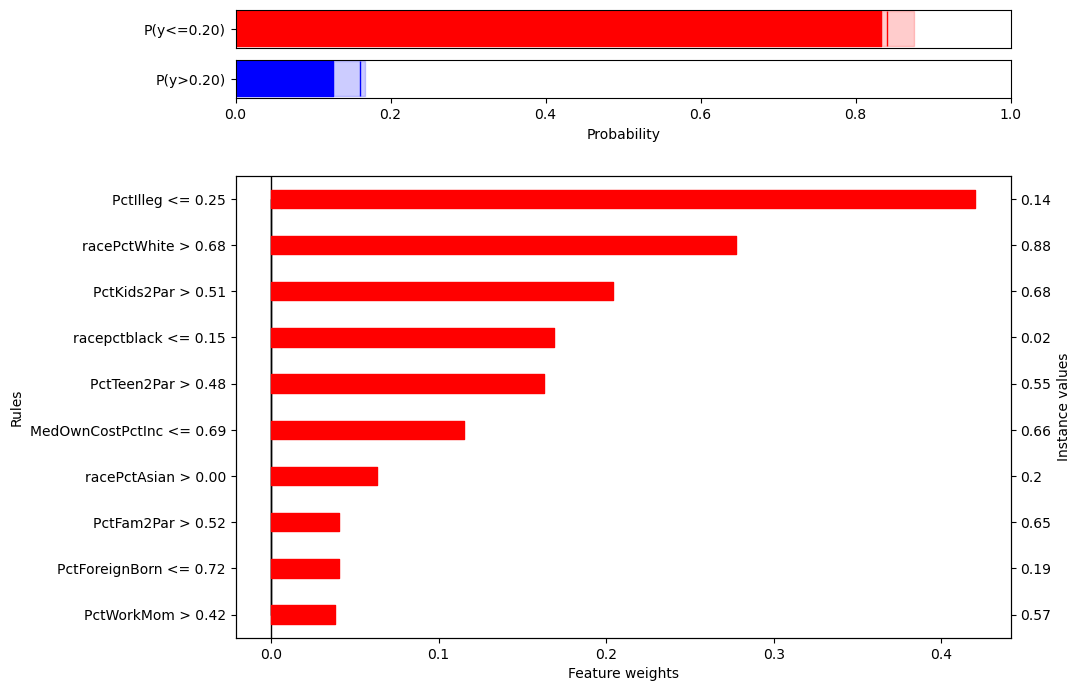 P(y<=0.20)
P(y>0.20)
0.0 0.2 0.4 0.6 0.8 1.0
Probability
PctIlleg <= 0.25 0.14
racePctWhite > 0.68 0.88
PctKids2Par > 0.51 0.68
racepctblack <= 0.15 0.02
PctTeen2Par > 0.48 0.55
MedOwnCostPctInc <= 0.69 0.66
racePctAsian > 0.00 0.2
PctFam2Par > 0.52 0.65
PctForeignBorn <= 0.72 0.19
PctWorkMom > 0.42 0.57
Rules
Instance values
0.0 0.1 0.2 0.3 0.4
Feature weights